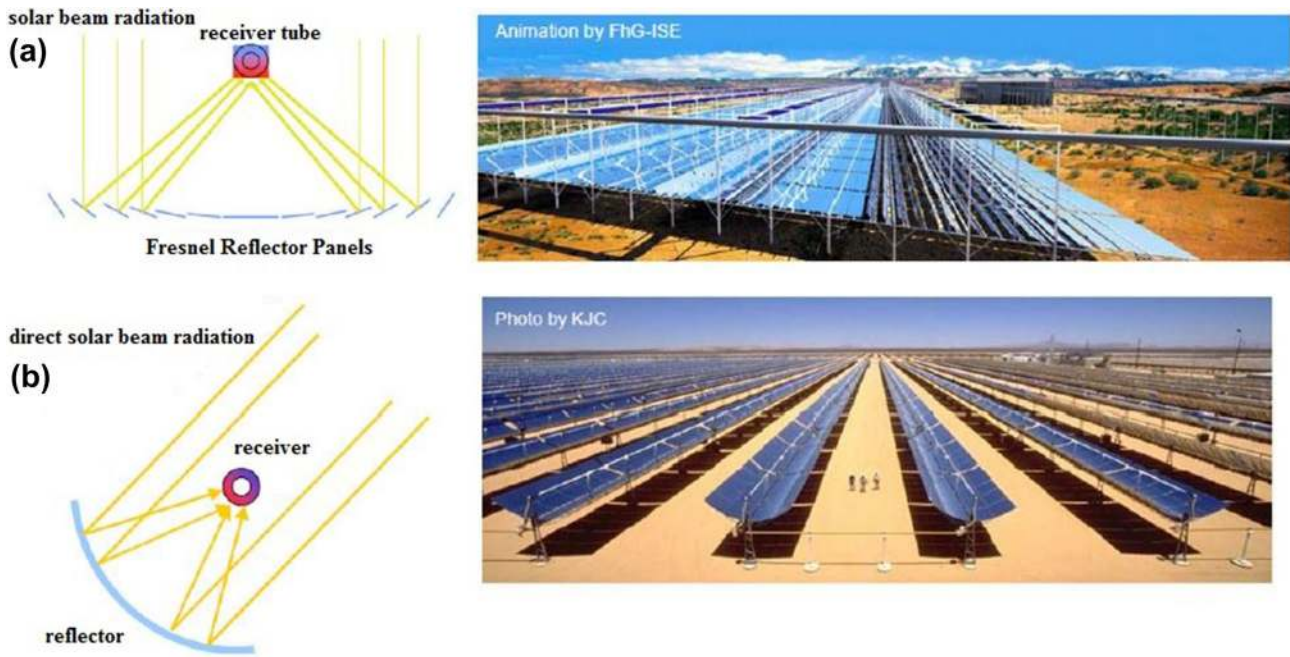 solar beam radiation
(a)
receiver tube
Fresnel Reflector Panels
Animation by FhG-ISE
direct solar beam radiation
(b)
receiver
reflector
Photo by KJC